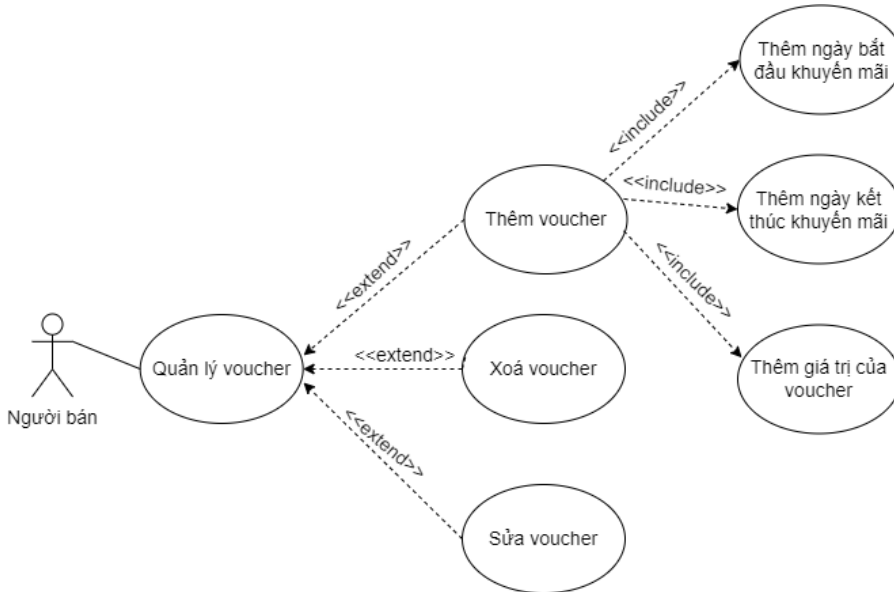 Thêm ngày bắt
đầu khuyến mãi
<<include>>
Thêm voucher
<<include>>
Thêm ngày kết
thúc khuyến mãi
<<extend>>
<<include>>
Người bán
Quản lý voucher
<<extend>>
Xoá voucher
Thêm giá trị của
voucher
<<extend>>
Sửa voucher